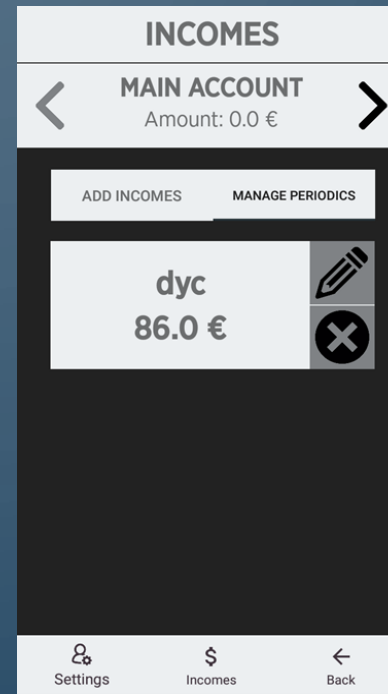 INCOMES
MAIN ACCOUNT
Amount: 0.0 €
ADD INCOMES MANAGE PERIODICS
dyc
86.0 €
Settings Incomes Back